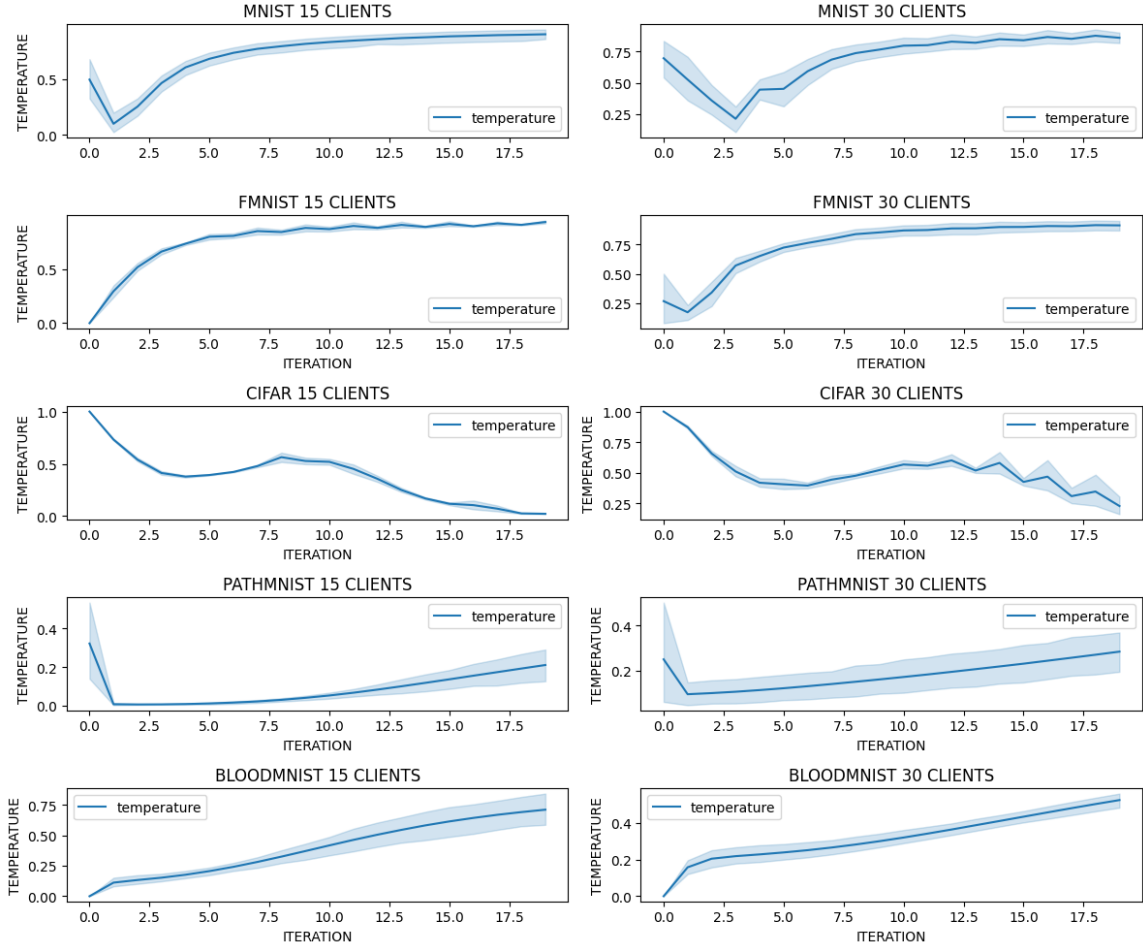 MNIST 15 CLIENTS
TEMPERATURE
0.5
0.0
temperature
0.0 2.5 5.0 7.5 10.0 12.5 15.0 17.5
MNIST 30 CLIENTS
TEMPERATURE
0.75
0.50
0.25
temperature
0.0 2.5 5.0 7.5 10.0 12.5 15.0 17.5
FMNIST 15 CLIENTS
TEMPERATURE
0.5
0.0
temperature
0.0 2.5 5.0 7.5 10.0 12.5 15.0 17.5
ITERATION
FMNIST 30 CLIENTS
TEMPERATURE
0.75
0.50
0.25
temperature
0.0 2.5 5.0 7.5 10.0 12.5 15.0 17.5
ITERATION
CIFAR 15 CLIENTS
TEMPERATURE
1.0
0.5
0.0
temperature
0.0 2.5 5.0 7.5 10.0 12.5 15.0 17.5
ITERATION
CIFAR 30 CLIENTS
TEMPERATURE
1.00
0.75
0.50
0.25
temperature
0.0 2.5 5.0 7.5 10.0 12.5 15.0 17.5
ITERATION
PATHMNIST 15 CLIENTS
TEMPERATURE
0.4
0.2
0.0
temperature
0.0 2.5 5.0 7.5 10.0 12.5 15.0 17.5
ITERATION
PATHMNIST 30 CLIENTS
TEMPERATURE
0.4
0.2
temperature
0.0 2.5 5.0 7.5 10.0 12.5 15.0 17.5
ITERATION
BLOODMNIST 15 CLIENTS
TEMPERATURE
0.75
0.50
0.25
0.00
temperature
0.0 2.5 5.0 7.5 10.0 12.5 15.0 17.5
ITERATION
BLOODMNIST 30 CLIENTS
TEMPERATURE
0.4
0.2
0.0
temperature
0.0 2.5 5.0 7.5 10.0 12.5 15.0 17.5
ITERATION